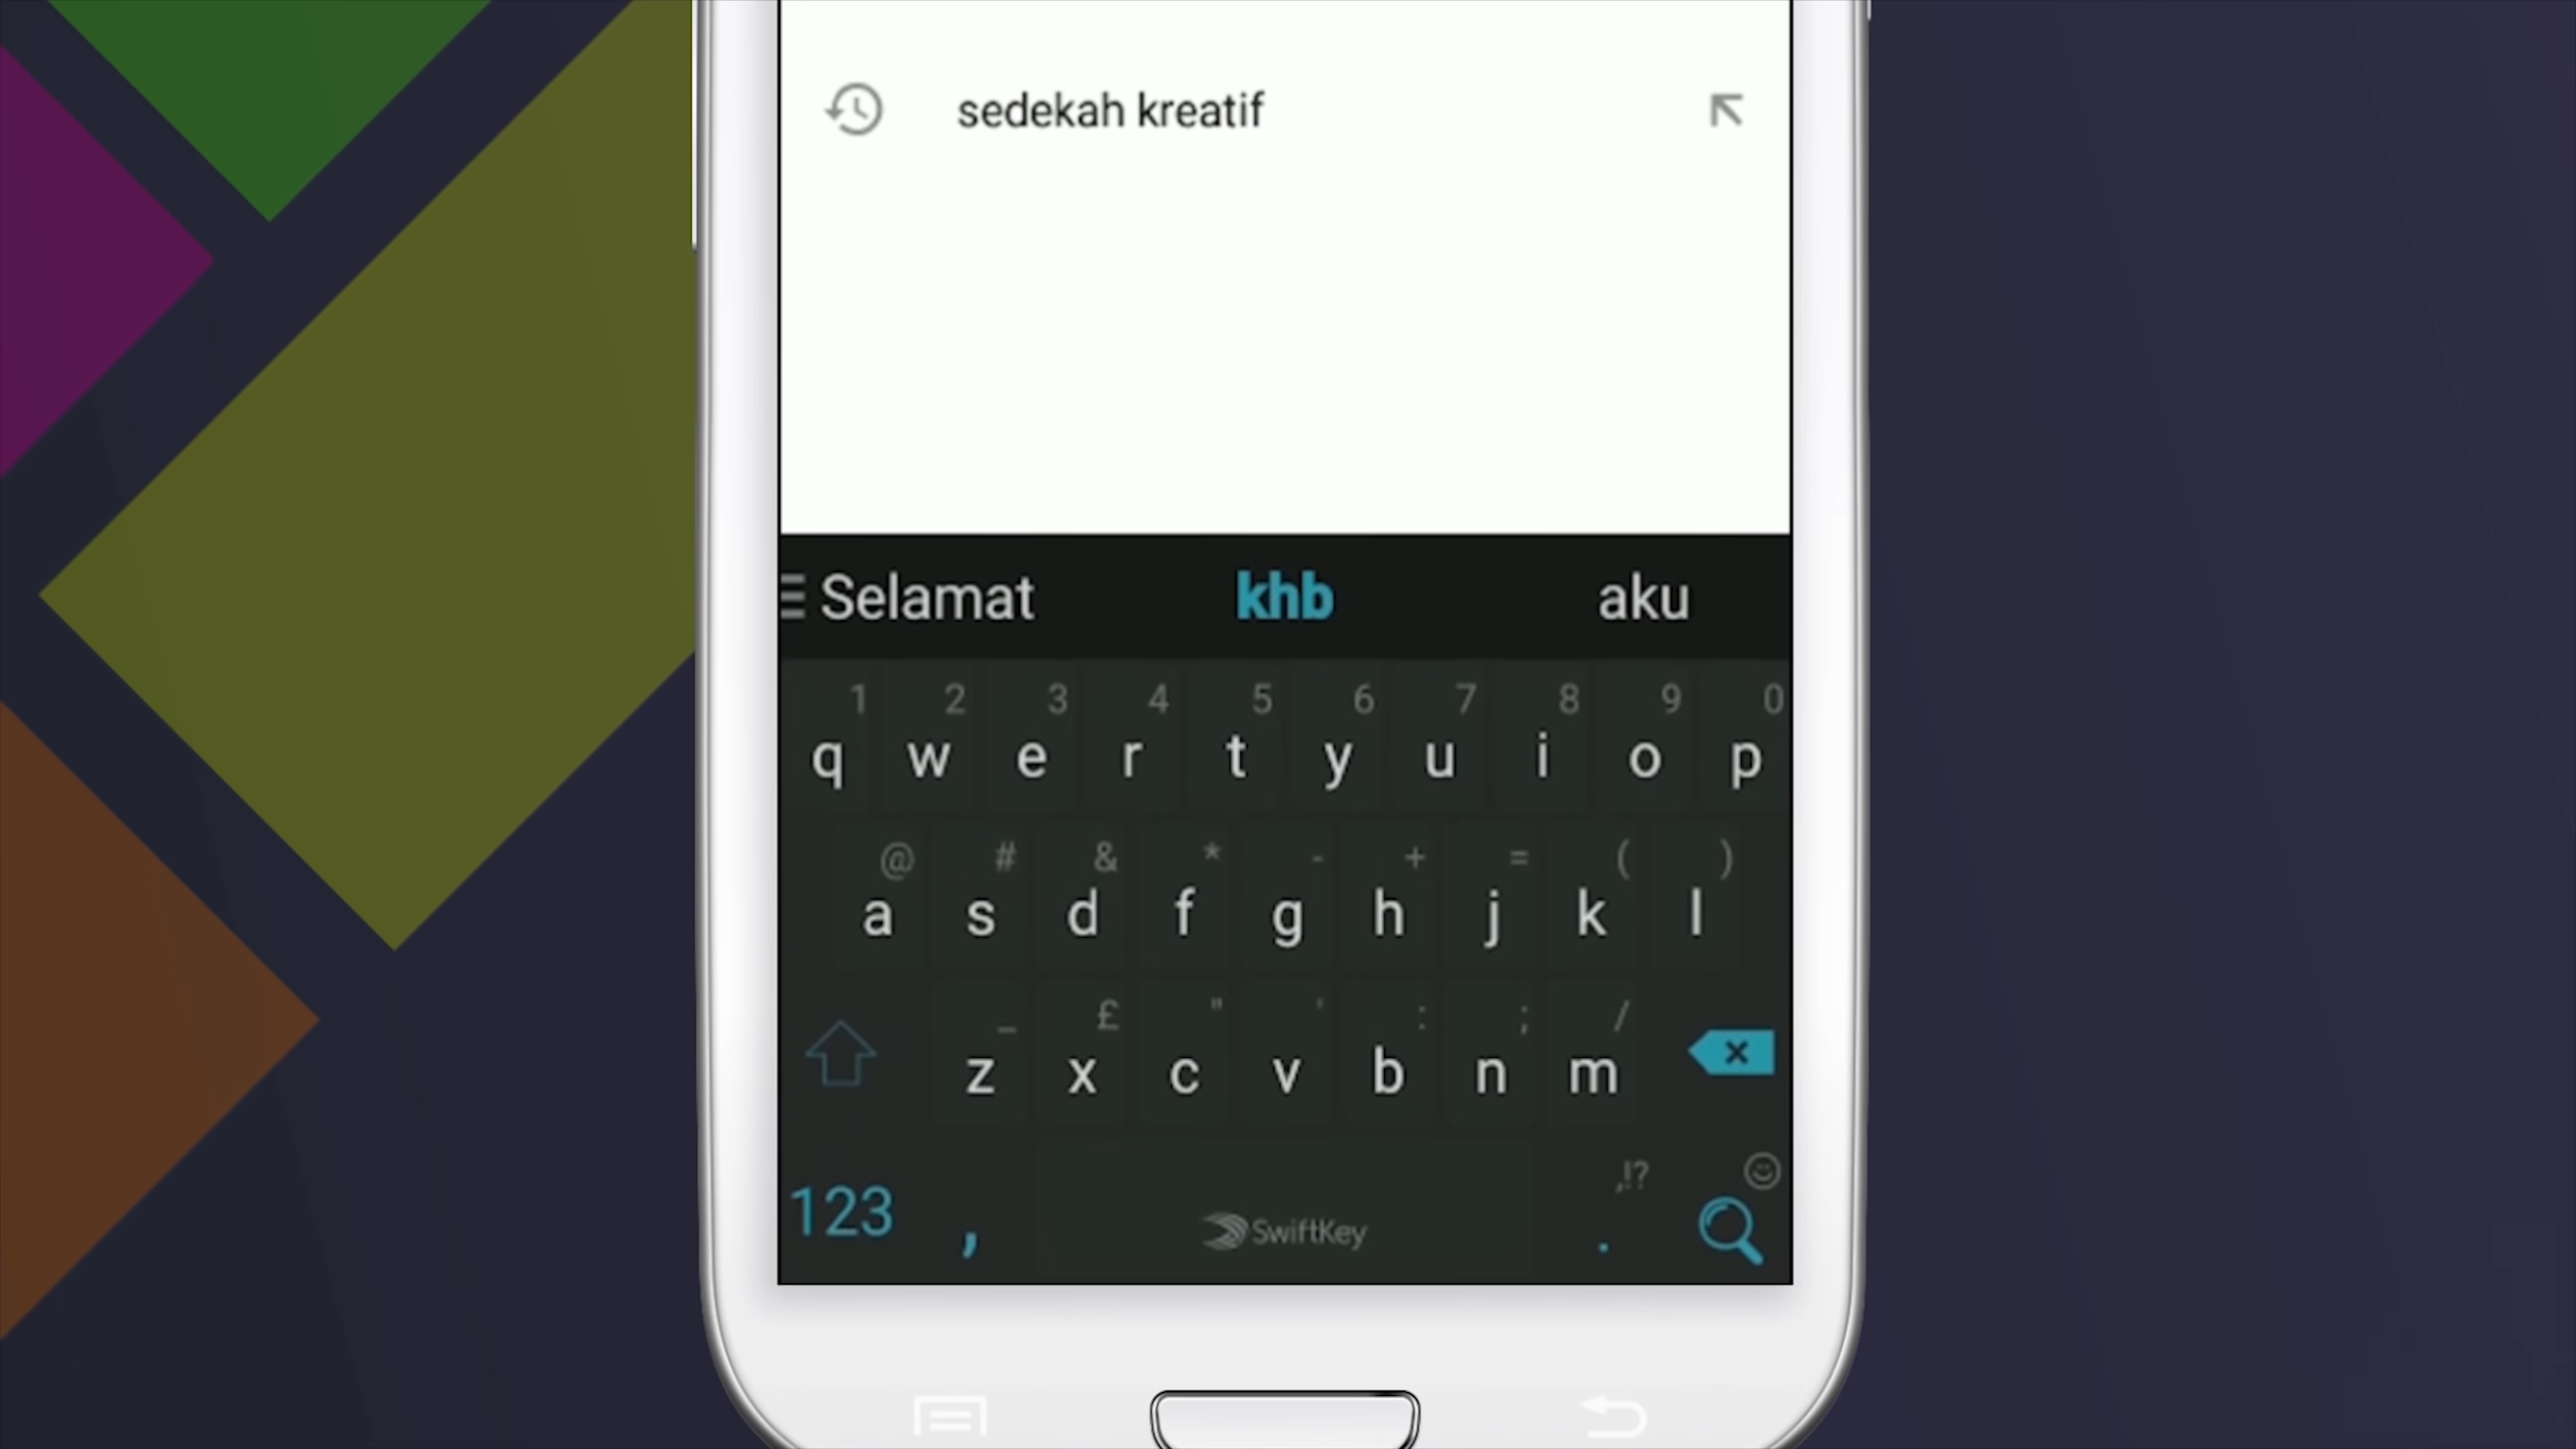 sedekah kreatif
Selamat khb aku
1 2 3 4 5 6 7 8 9 0
q w e r t y u i o p
@ # & * - + = ( )
a s d f g h j k l
_ £ " ' : ; /
z x c v b n m
,!?
123 , SwiftKey .